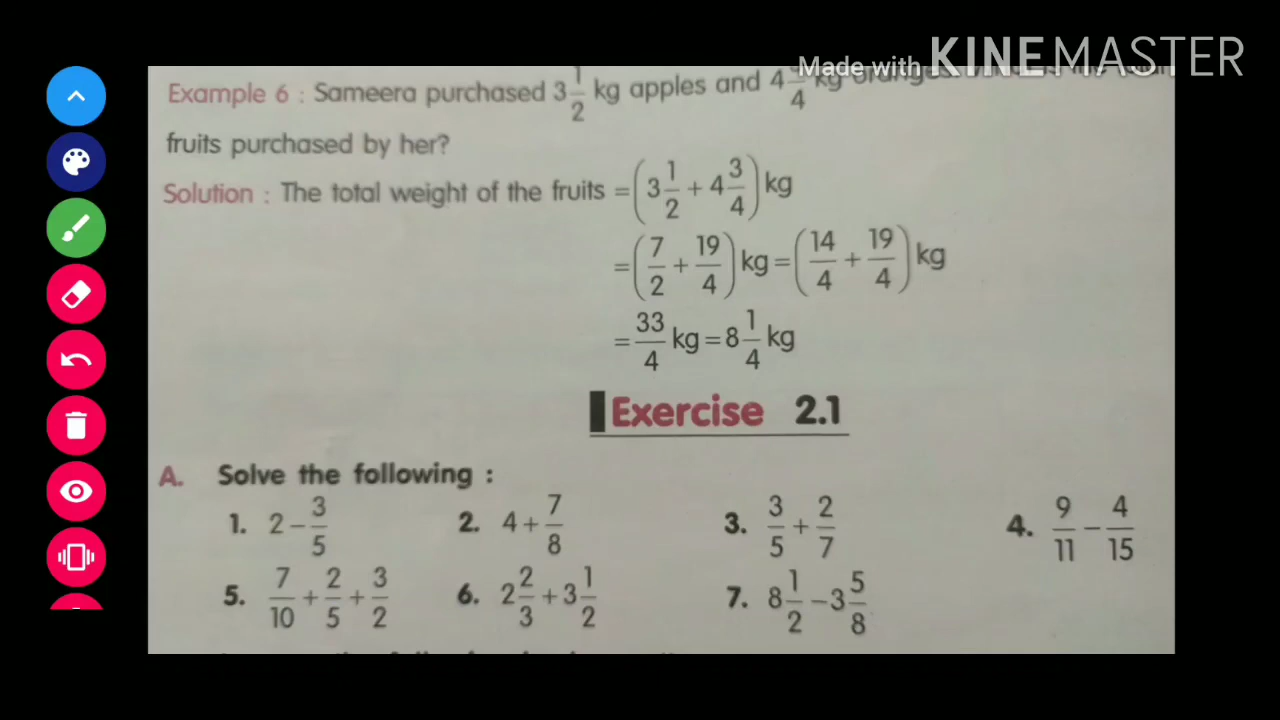 Made with KINEMASTER
Example 6 : Sameera purchased 3 1/2 kg apples and 4 3/4 kg
fruits purchased by her?
Solution : The total weight of the fruits = (3 1/2 + 4 3/4) kg
= (7/2 + 19/4) kg = (14/4 + 19/4) kg
= 33/4 kg = 8 1/4 kg
Exercise 2.1
A. Solve the following :
1. 2 - 3/5 2. 4 + 7/8 3. 3/5 + 2/7 4. 9/11 - 4/15
5. 7/10 + 2/5 + 3/2 6. 2 2/3 + 3 1/2 7. 8 1/2 - 3 5/8